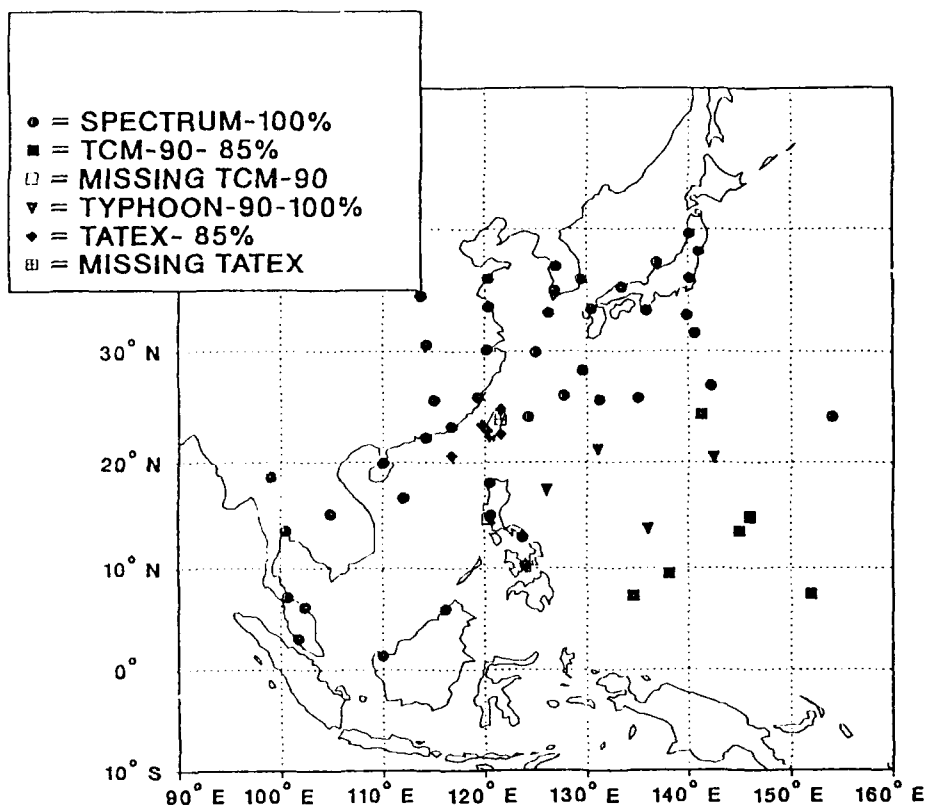 ● = SPECTRUM-100%
■ = TCM-90- 85%
□ = MISSING TCM-90
▼ = TYPHOON-90-100%
◆ = TATEX- 85%
⊞ = MISSING TATEX
30° N
20° N
10° N
0°
10° S
90° E 100° E 110° E 120° E 130° E 140° E 150° E 160° E